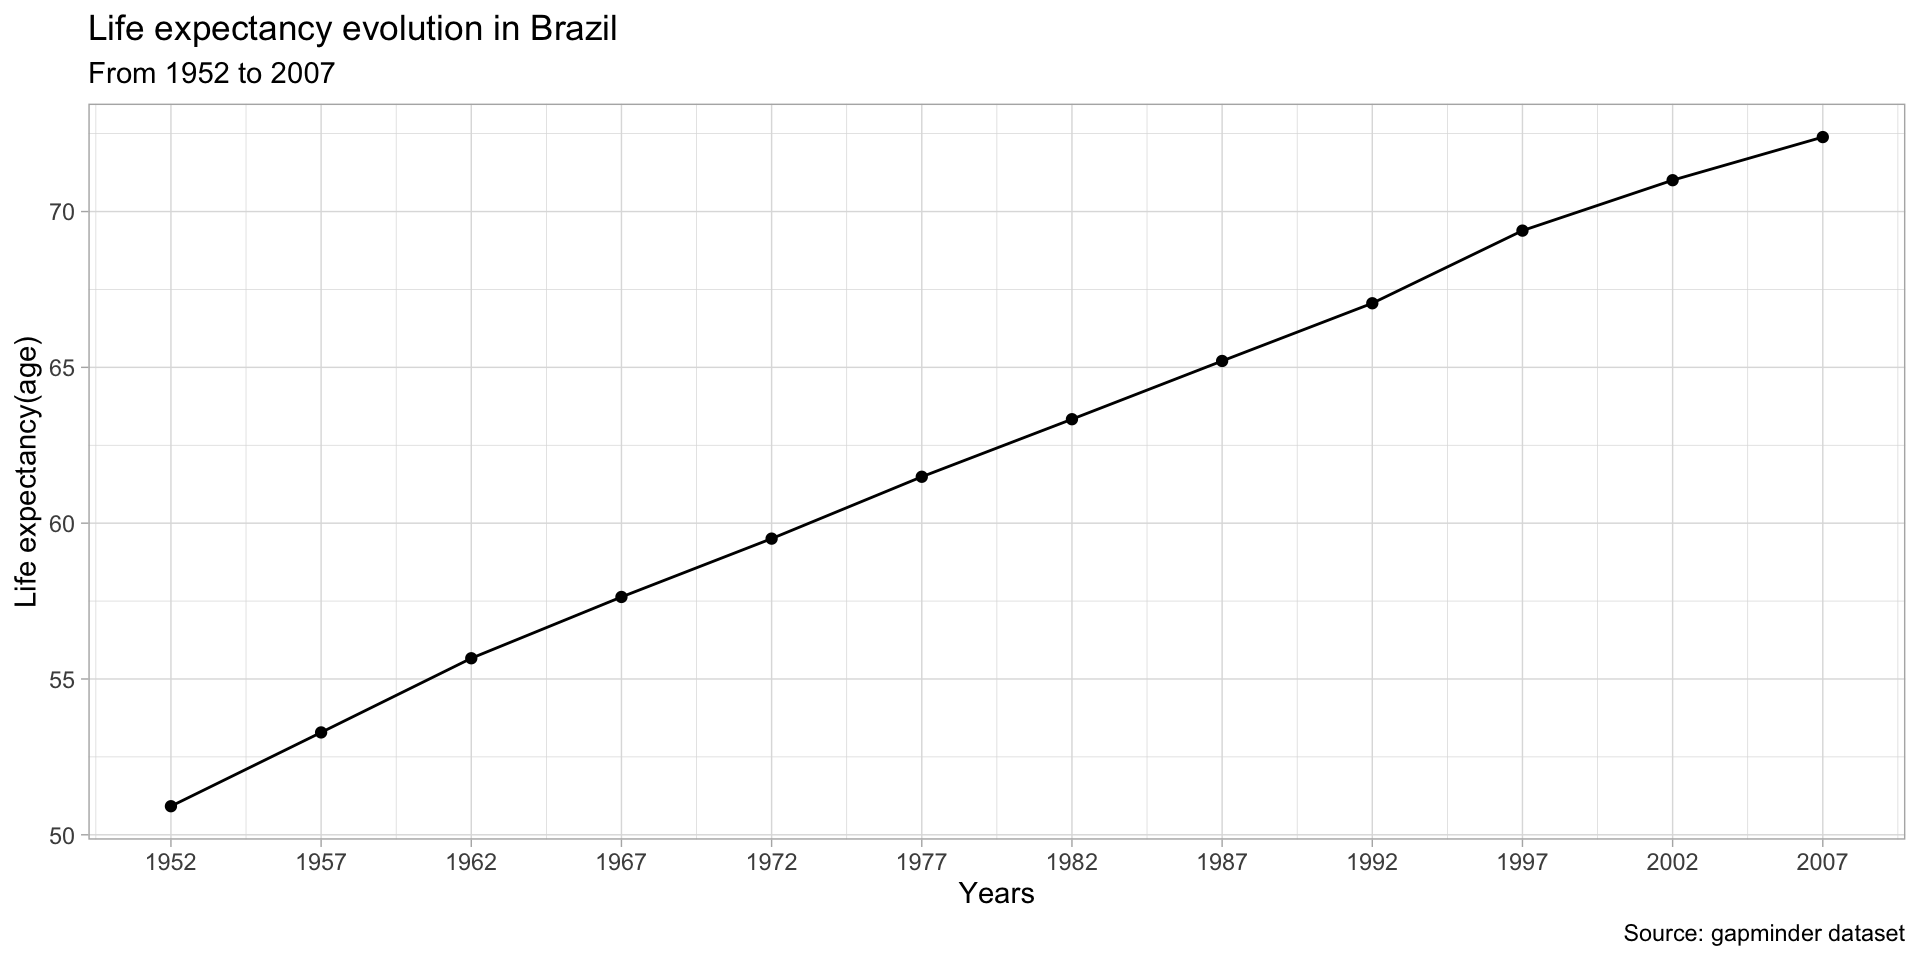 Life expectancy evolution in Brazil
From 1952 to 2007
Life expectancy(age)
70
65
60
55
50
1952 1957 1962 1967 1972 1977 1982 1987 1992 1997 2002 2007
Years
Source: gapminder dataset